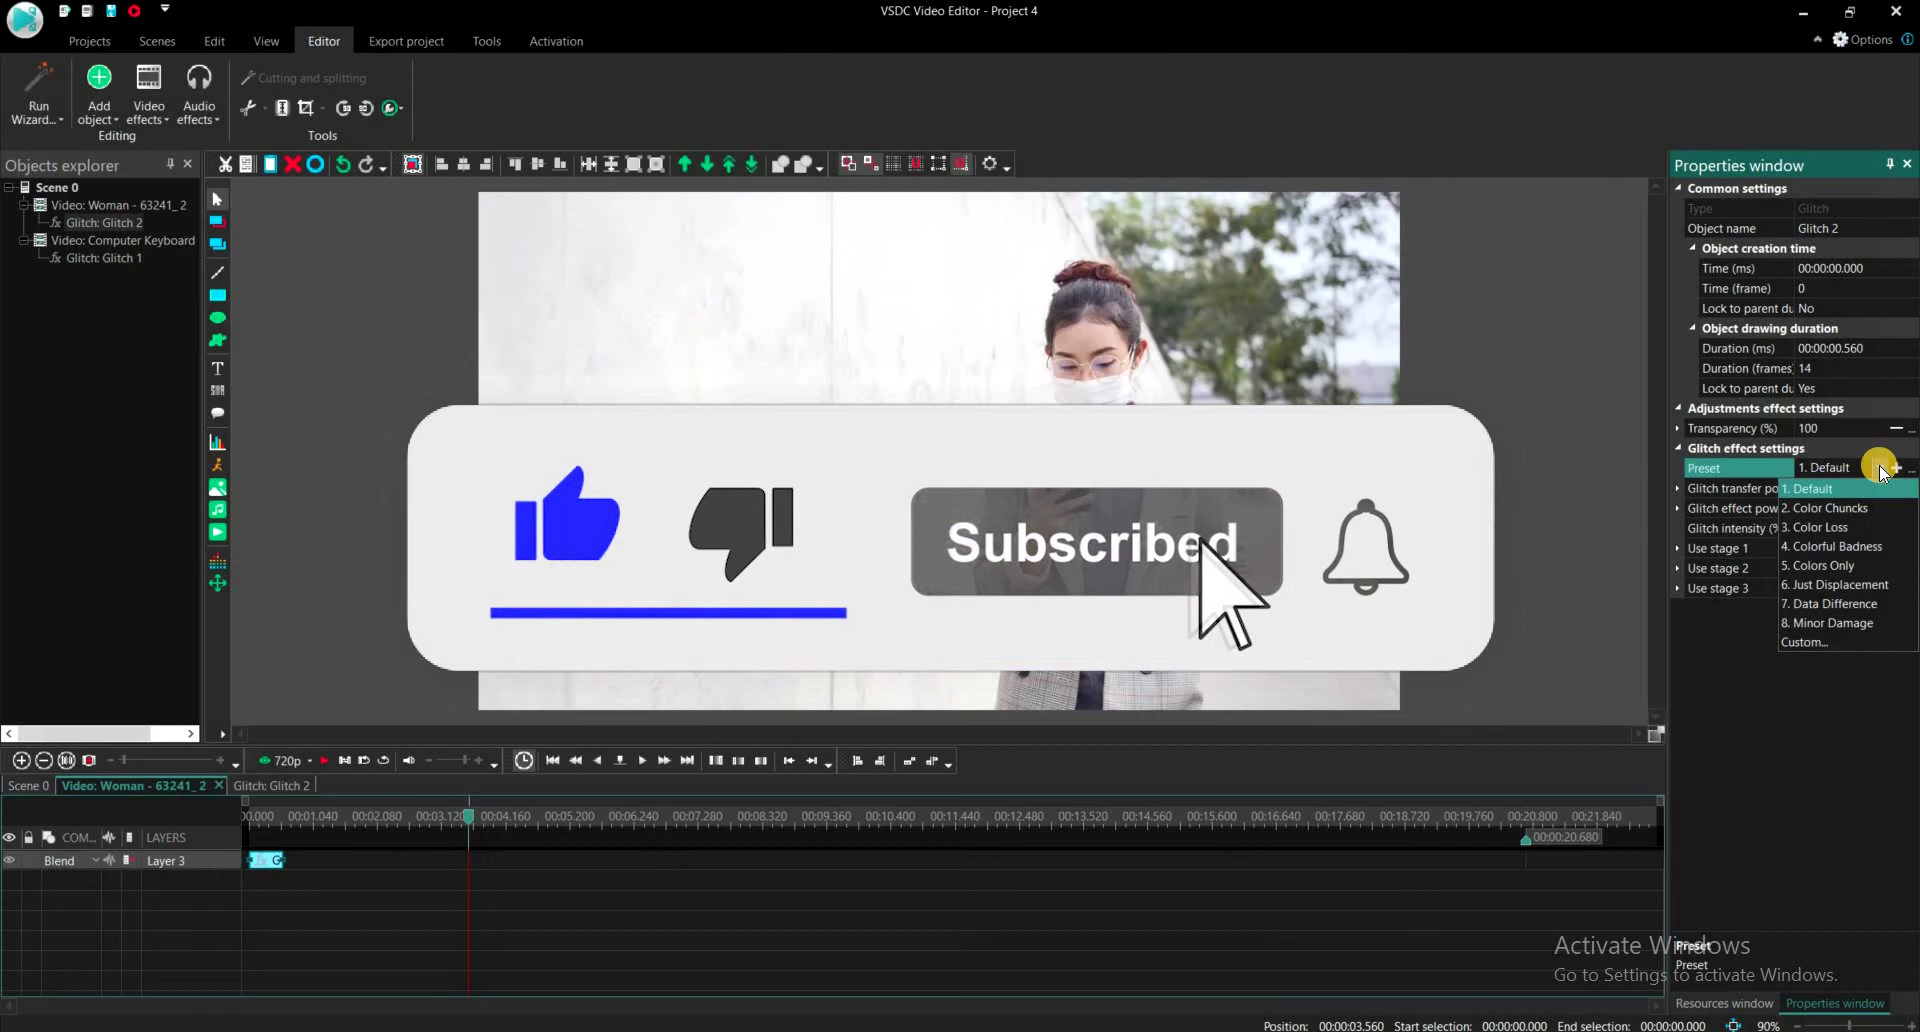 VSDC Video Editor - Project 4
Projects
Scenes
Edit
View
Editor
Export project
Tools
Activation
Options
Run Wizard...
Add object
Video effects
Audio effects
Editing
Cutting and splitting
Tools
Objects explorer
Scene 0
Video: Woman - 63241_ 2
fx Glitch: Glitch 2
Video: Computer Keyboard
fx Glitch: Glitch 1
Subscribed
Properties window
Common settings
Type Glitch
Object name Glitch 2
Object creation time
Time (ms) 00:00:00.000
Time (frame) 0
Lock to parent du No
Object drawing duration
Duration (ms) 00:00:00.560
Duration (frames 14
Lock to parent du Yes
Adjustments effect settings
Transparency (%) 100 ...
Glitch effect settings
Preset 1. Default ...
Glitch transfer po
Glitch effect pow
Glitch intensity (%
Use stage 1
Use stage 2
Use stage 3
1. Default
2. Color Chuncks
3. Color Loss
4. Colorful Badness
5. Colors Only
6. Just Displacement
7. Data Difference
8. Minor Damage
Custom...
720p
Scene 0
Video: Woman - 63241_ 2
Glitch: Glitch 2
00.000 00:01.040 00:02.080 00:03.120 00:04.160 00:05.200 00:06.240 00:07.280 00:08.320 00:09.360 00:10.400 00:11.440 00:12.480 00:13.520 00:14.560 00:15.600 00:16.640 00:17.680 00:18.720 00:19.760 00:20.800 00:21.840
00:00:20.680
COM... LAYERS
Blend Layer 3
fx G
Activate Windows
Go to Settings to activate Windows.
Preset
Preset
Resources window
Properties window
Position: 00:00:03.560 Start selection: 00:00:00.000 End selection: 00:00:00.000 90%